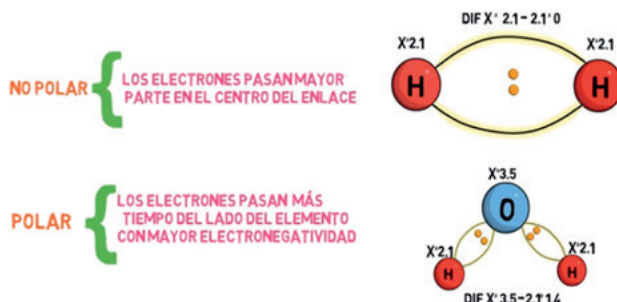 NO POLAR
LOS ELECTRONES PASAN MAYOR
PARTE EN EL CENTRO DEL ENLACE
DIF X° 2.1-2.1°0
X°2.1
X°2.1
H
H
POLAR
LOS ELECTRONES PASAN MÁS
TIEMPO DEL LADO DEL ELEMENTO
CON MAYOR ELECTRONEGATIVIDAD
X°3.5
O
X°2.1
X°2.1
H
H
DIF X° 3.5-2.1°1.4